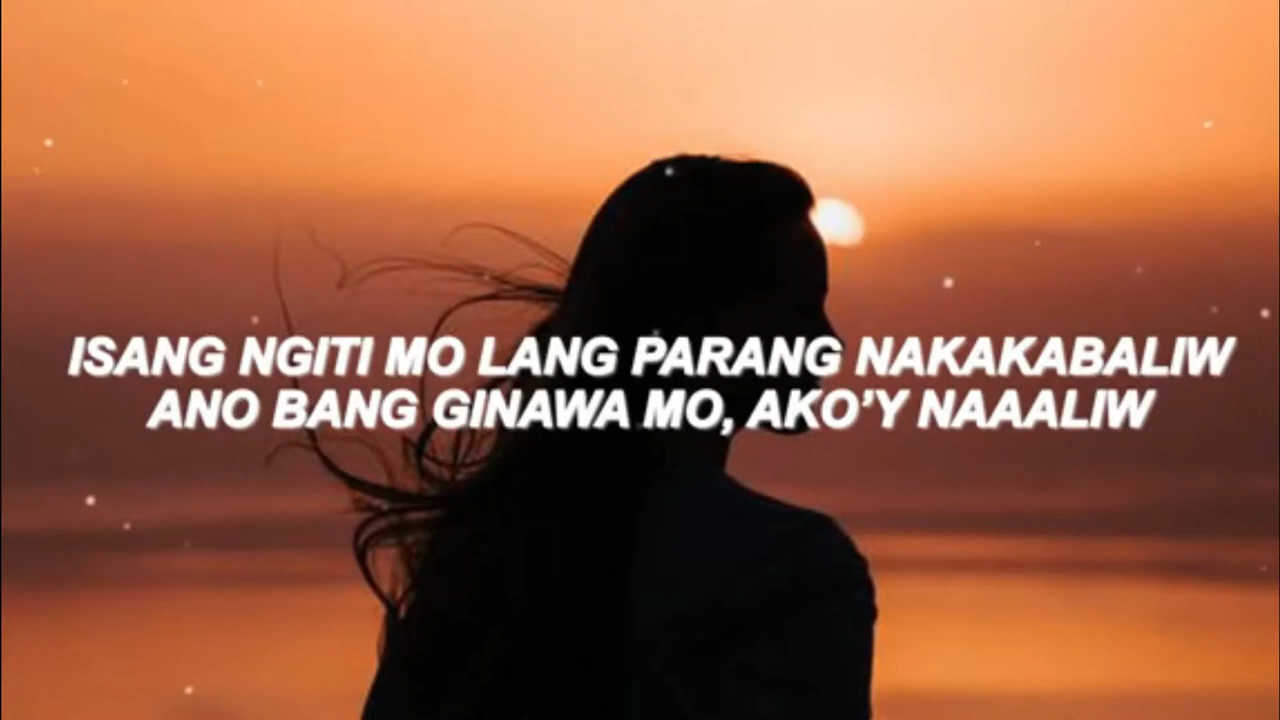 ISANG NGITI MO LANG PARANG NAKAKABALIW
ANO BANG GINAWA MO, AKO’Y NAAALIW